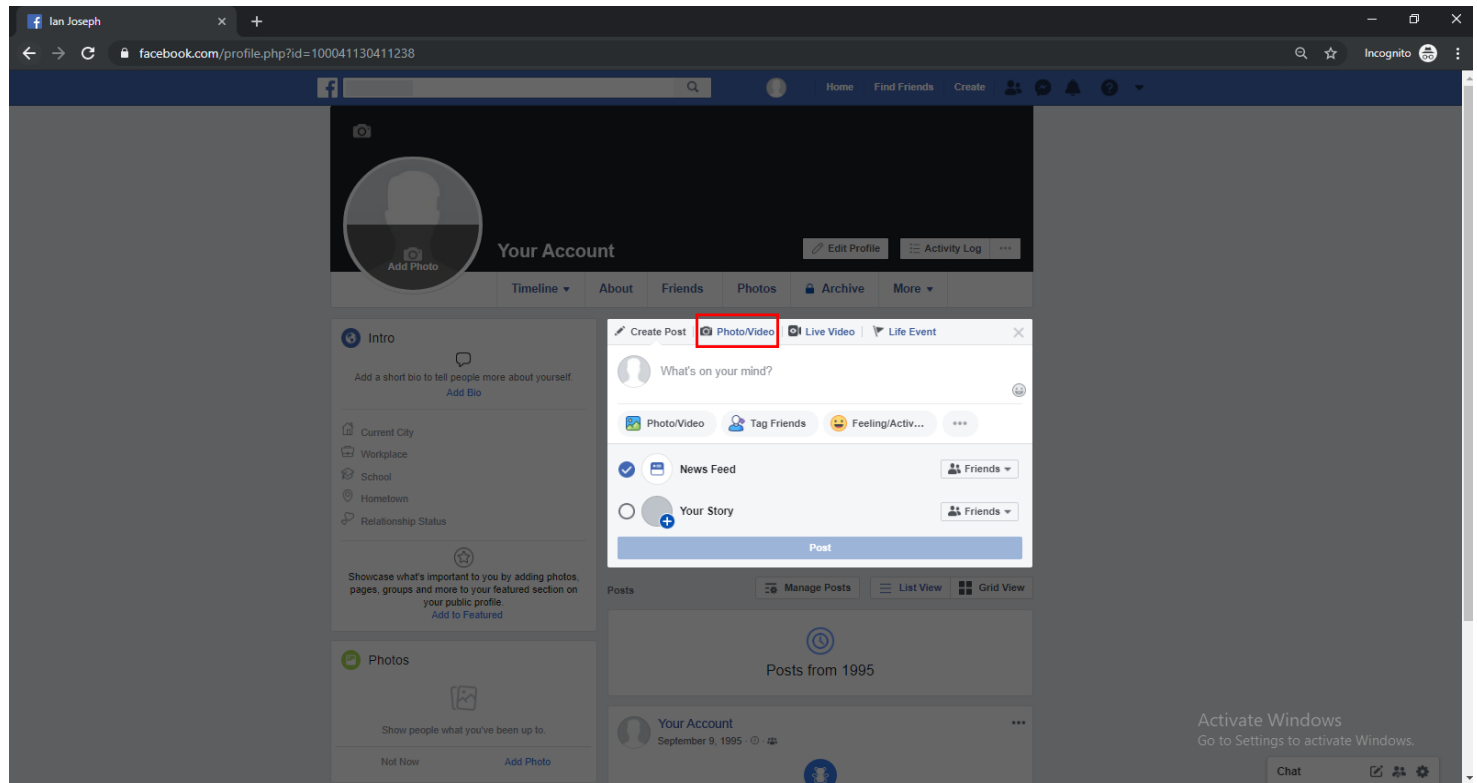 Ian Joseph
facebook.com/profile.php?id=100041130411238
Incognito
Home Find Friends Create
Add Photo
Your Account
Edit Profile Activity Log
Timeline About Friends Photos Archive More
Intro
Add a short bio to tell people more about yourself.
Add Bio
Current City
Workplace
School
Hometown
Relationship Status
Showcase what's important to you by adding photos,
pages, groups and more to your featured section on
your public profile.
Add to Featured
Photos
Show people what you've been up to.
Not Now Add Photo
Create Post Photo/Video Live Video Life Event
What's on your mind?
Photo/Video Tag Friends Feeling/Activ...
News Feed Friends
Your Story Friends
Post
Posts Manage Posts List View Grid View
Posts from 1995
Your Account
September 9, 1995
Activate Windows
Go to Settings to activate Windows.
Chat